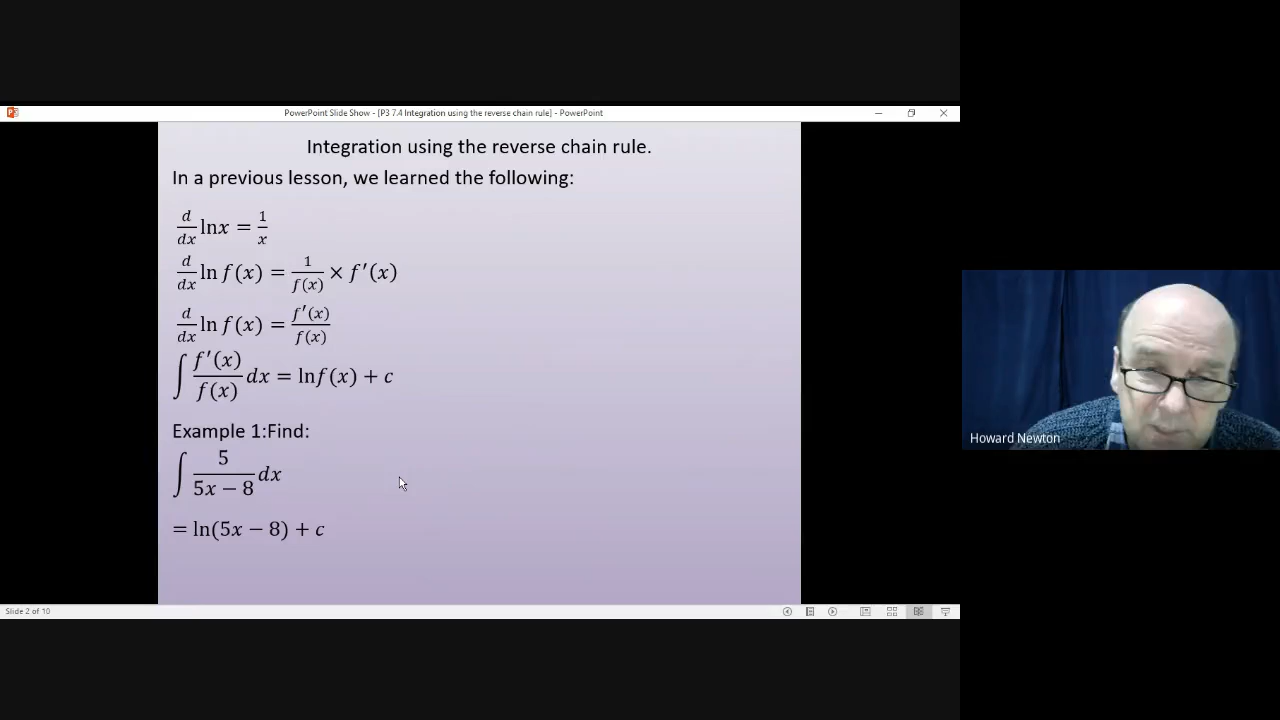 PowerPoint Slide Show - [P3 7.4 Integration using the reverse chain rule] - PowerPoint
Integration using the reverse chain rule.
In a previous lesson, we learned the following:
d/dx lnx = 1/x
d/dx ln f(x) = 1/f(x) × f′(x)
d/dx ln f(x) = f′(x)/f(x)
∫ f′(x)/f(x) dx = lnf(x) + c
Example 1:Find:
∫ 5/(5x − 8) dx
= ln(5x − 8) + c
Howard Newton
Slide 2 of 10